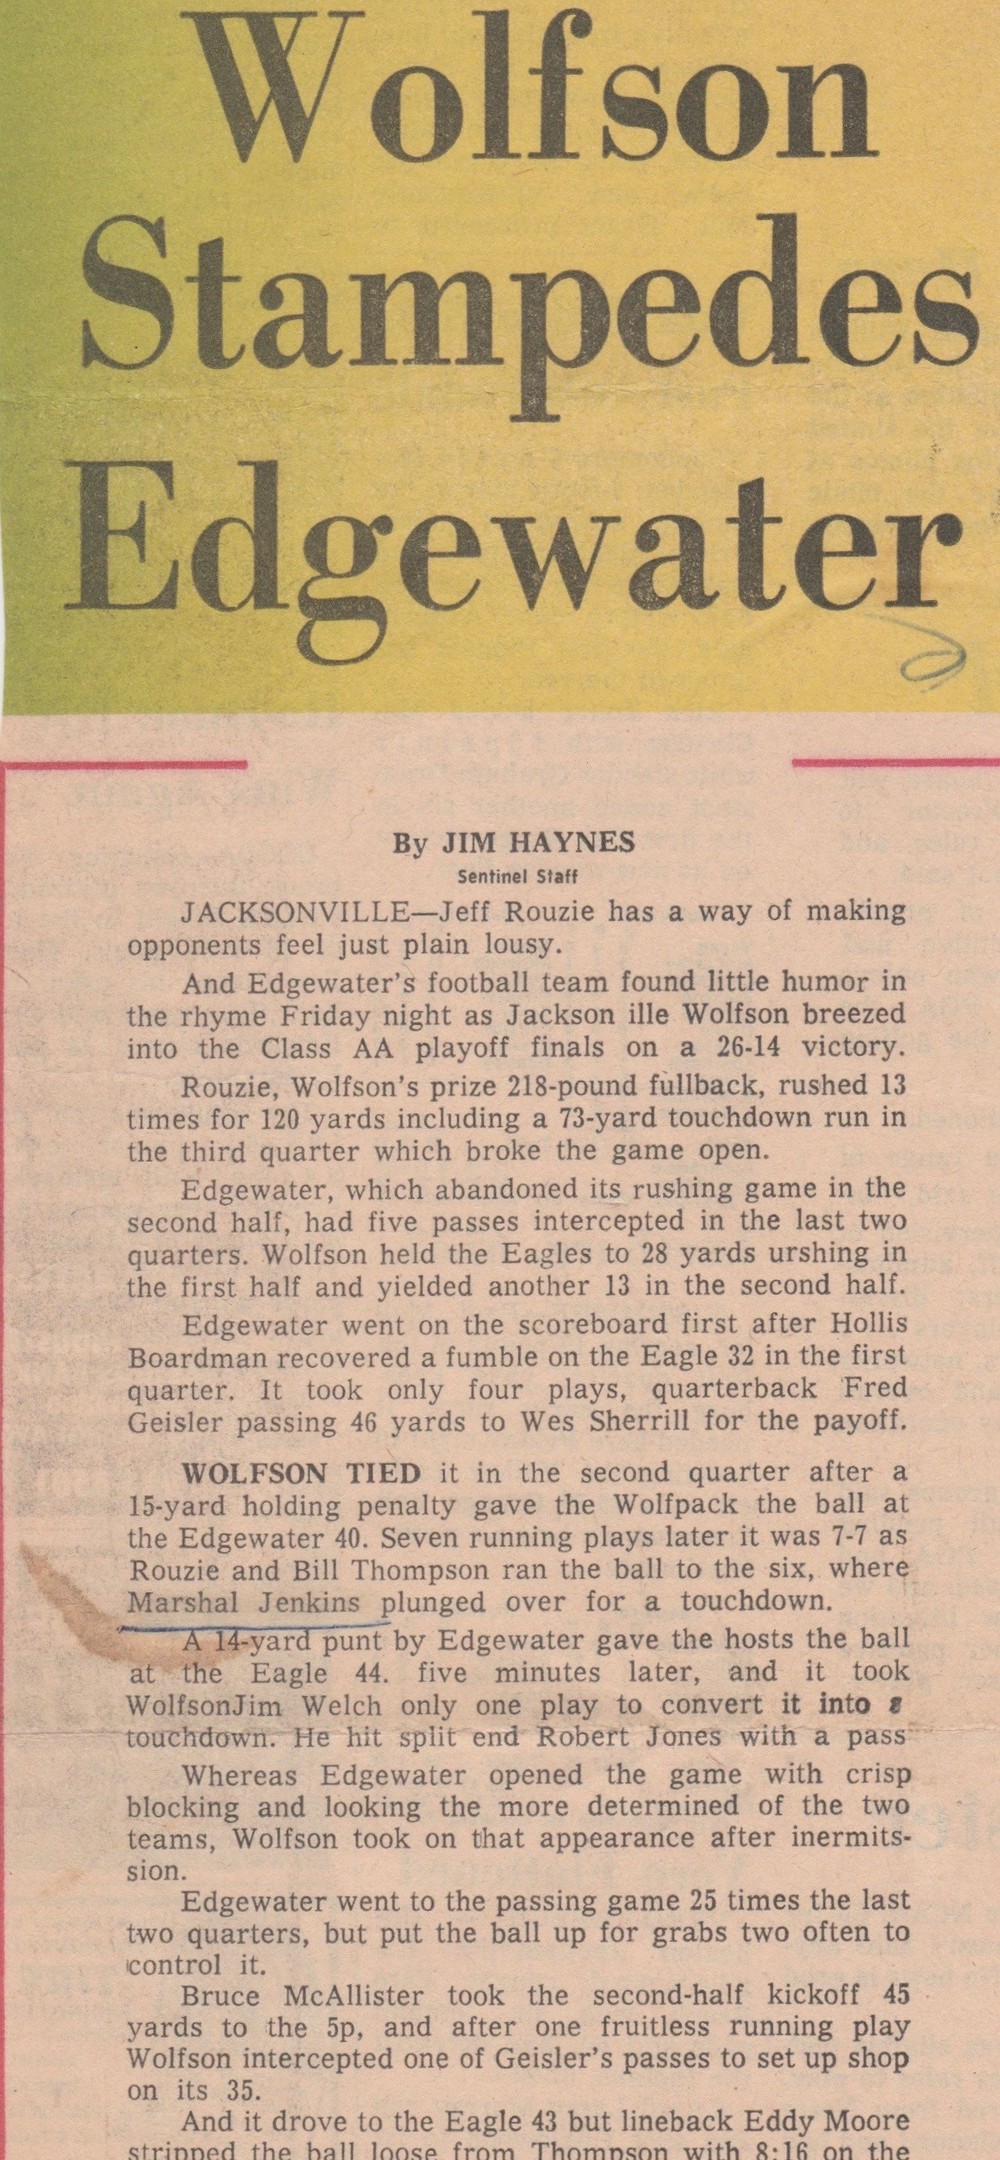 Wolfson
Stampedes
Edgewater
By JIM HAYNES
Sentinel Staff
JACKSONVILLE—Jeff Rouzie has a way of making
opponents feel just plain lousy.
And Edgewater's football team found little humor in
the rhyme Friday night as Jackson ille Wolfson breezed
into the Class AA playoff finals on a 26-14 victory.
Rouzie, Wolfson's prize 218-pound fullback, rushed 13
times for 120 yards including a 73-yard touchdown run in
the third quarter which broke the game open.
Edgewater, which abandoned its rushing game in the
second half, had five passes intercepted in the last two
quarters. Wolfson held the Eagles to 28 yards urshing in
the first half and yielded another 13 in the second half.
Edgewater went on the scoreboard first after Hollis
Boardman recovered a fumble on the Eagle 32 in the first
quarter. It took only four plays, quarterback Fred
Geisler passing 46 yards to Wes Sherrill for the payoff.
WOLFSON TIED it in the second quarter after a
15-yard holding penalty gave the Wolfpack the ball at
the Edgewater 40. Seven running plays later it was 7-7 as
Rouzie and Bill Thompson ran the ball to the six, where
Marshal Jenkins plunged over for a touchdown.
A 14-yard punt by Edgewater gave the hosts the ball
at the Eagle 44. five minutes later, and it took
WolfsonJim Welch only one play to convert it into a
touchdown. He hit split end Robert Jones with a pass
Whereas Edgewater opened the game with crisp
blocking and looking the more determined of the two
teams, Wolfson took on that appearance after inermits-
sion.
Edgewater went to the passing game 25 times the last
two quarters, but put the ball up for grabs two often to
control it.
Bruce McAllister took the second-half kickoff 45
yards to the 5p, and after one fruitless running play
Wolfson intercepted one of Geisler's passes to set up shop
on its 35.
And it drove to the Eagle 43 but lineback Eddy Moore
stripped the ball loose from Thompson with 8:16 on the